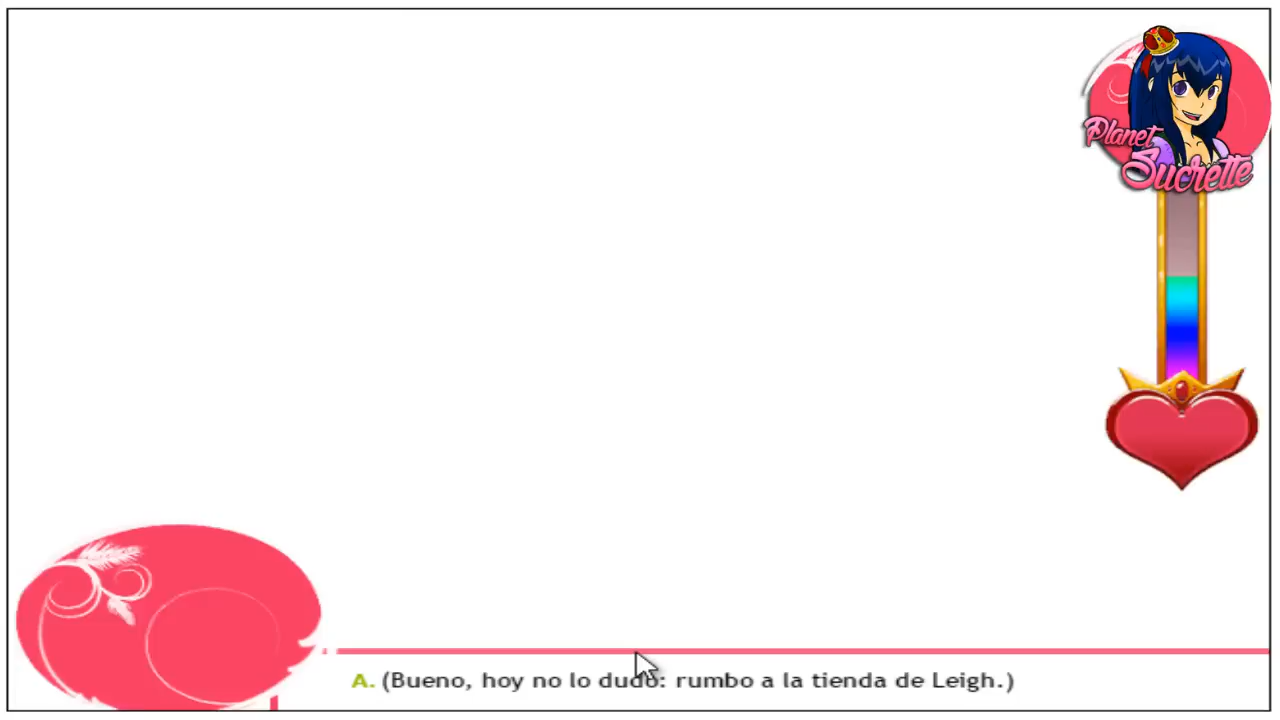 Planet
Sucrette
A. (Bueno, hoy no lo dudo: rumbo a la tienda de Leigh.)